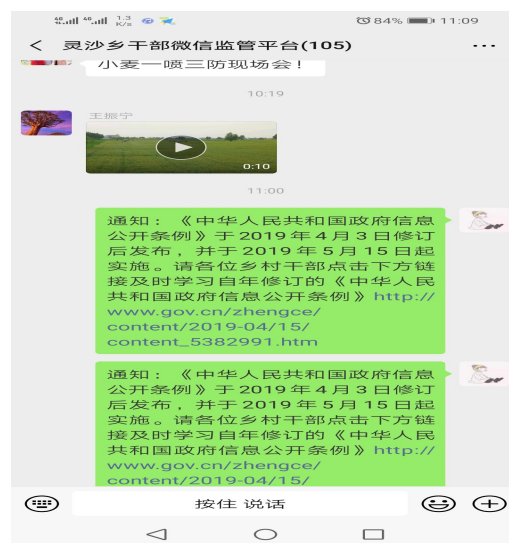 46 46 1.3 K/s 84% 11:09
< 灵沙乡干部微信监管平台(105) ...
小麦一喷三防现场会！
10:19
王振宁
0:10
11:00
通知：《中华人民共和国政府信息
公开条例》于2019年4月3日修订
后发布，并于2019年5月15日起
实施。请各位乡村干部点击下方链
接及时学习自年修订的《中华人民
共和国政府信息公开条例》http://
www.gov.cn/zhengce/
content/2019-04/15/
content_5382991.htm
通知：《中华人民共和国政府信息
公开条例》于2019年4月3日修订
后发布，并于2019年5月15日起
实施。请各位乡村干部点击下方链
接及时学习自年修订的《中华人民
共和国政府信息公开条例》http://
www.gov.cn/zhengce/
content/2019-04/15/
按住 说话